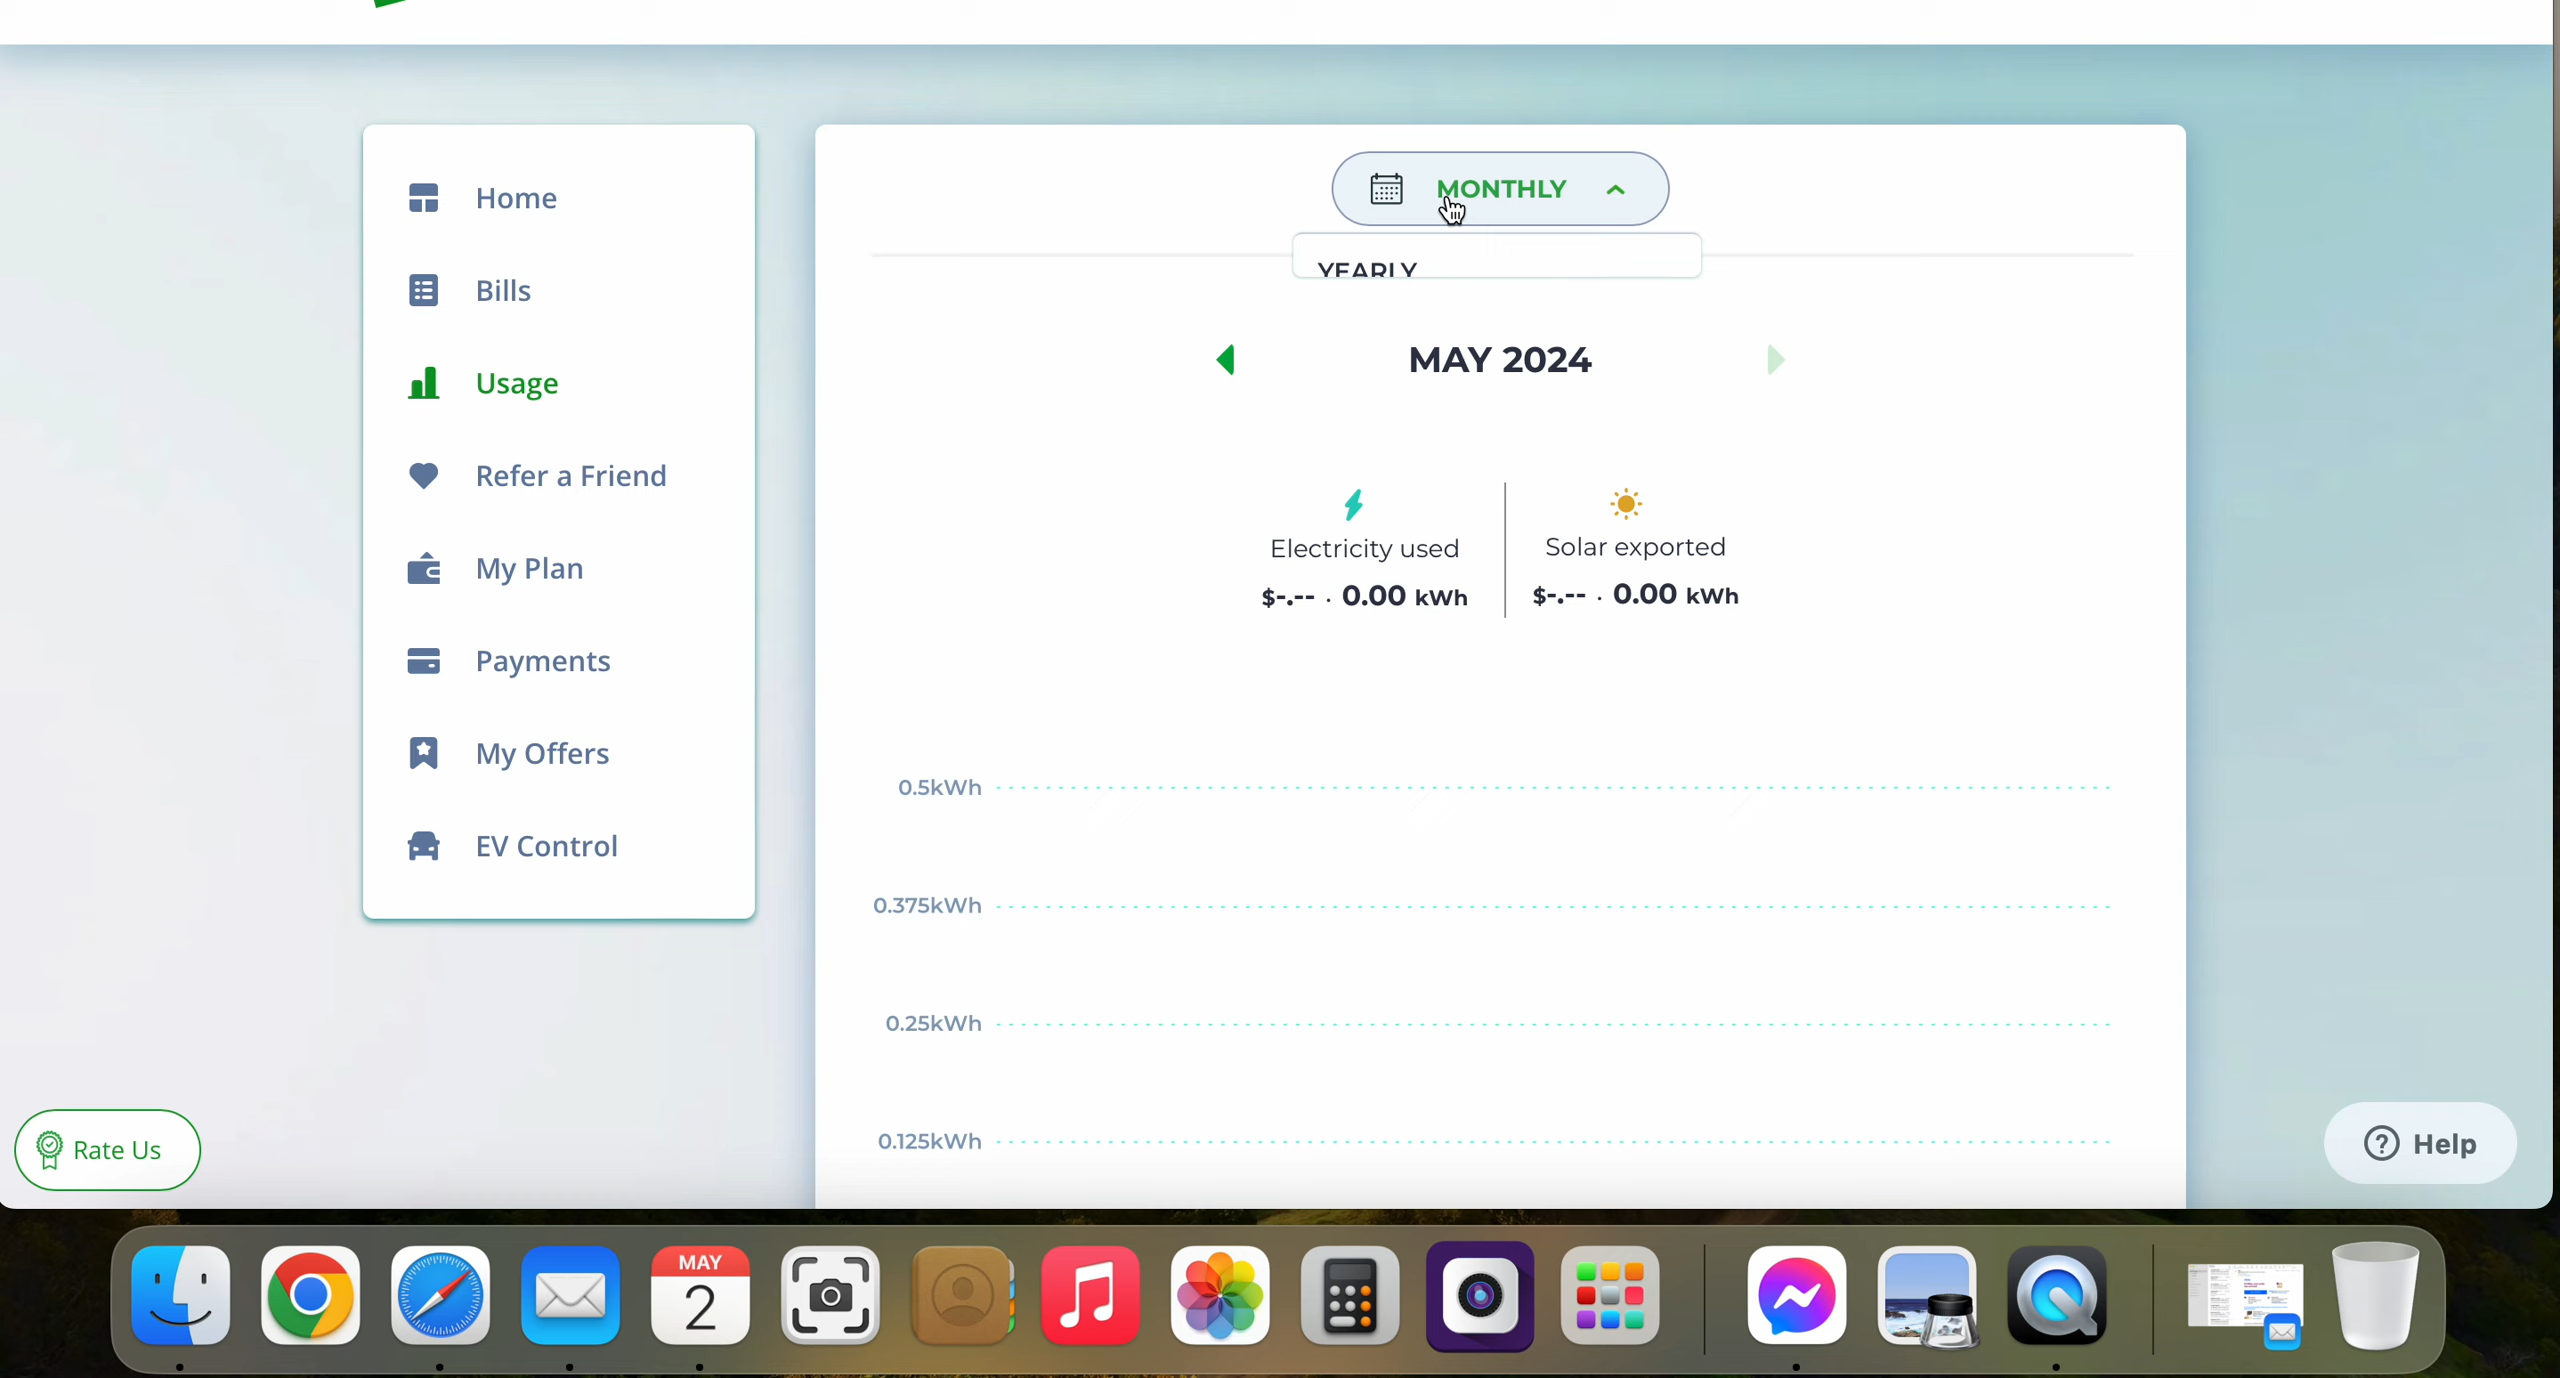 Home
Bills
Usage
Refer a Friend
My Plan
Payments
My Offers
EV Control
MONTHLY
YEARLY
MAY 2024
Electricity used
$-.-- · 0.00 kWh
Solar exported
$-.-- · 0.00 kWh
0.5kWh
0.375kWh
0.25kWh
0.125kWh
Rate Us
? Help
MAY
2